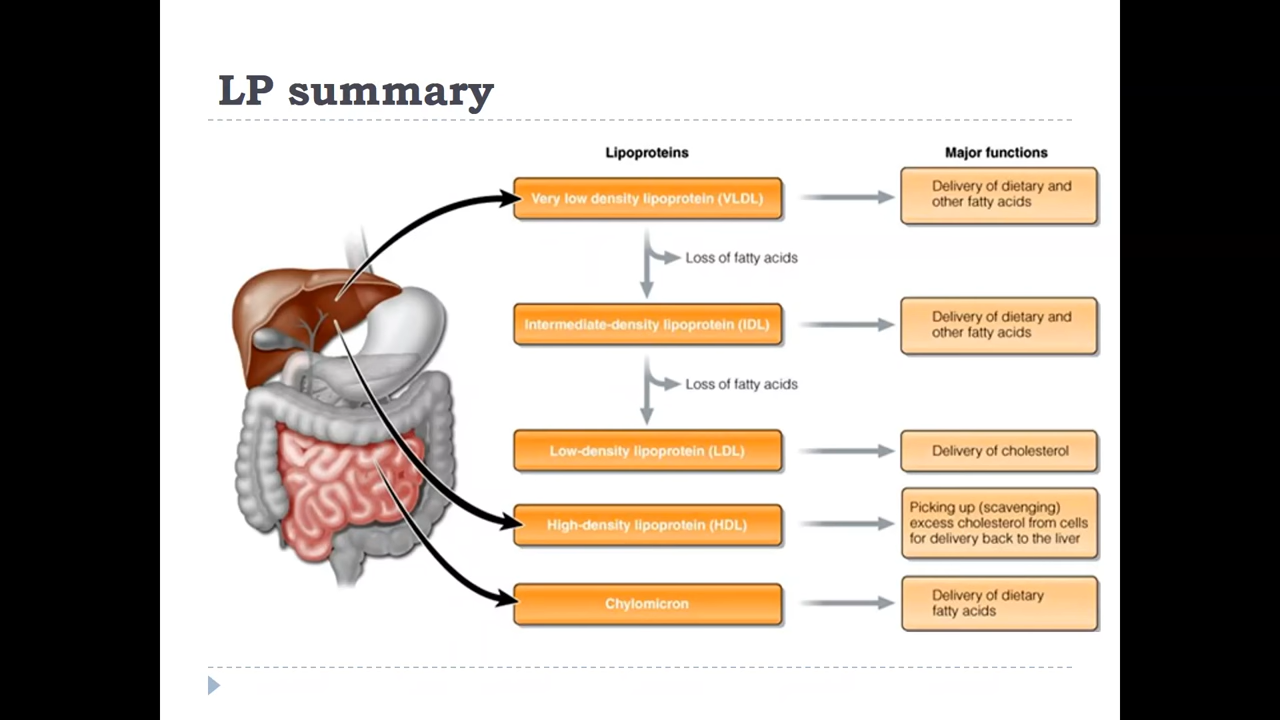 LP summary
Lipoproteins
Major functions
Very low density lipoprotein (VLDL)
Delivery of dietary and
other fatty acids
Loss of fatty acids
Intermediate-density lipoprotein (IDL)
Delivery of dietary and
other fatty acids
Loss of fatty acids
Low-density lipoprotein (LDL)
Delivery of cholesterol
High-density lipoprotein (HDL)
Picking up (scavenging)
excess cholesterol from cells
for delivery back to the liver
Chylomicron
Delivery of dietary
fatty acids